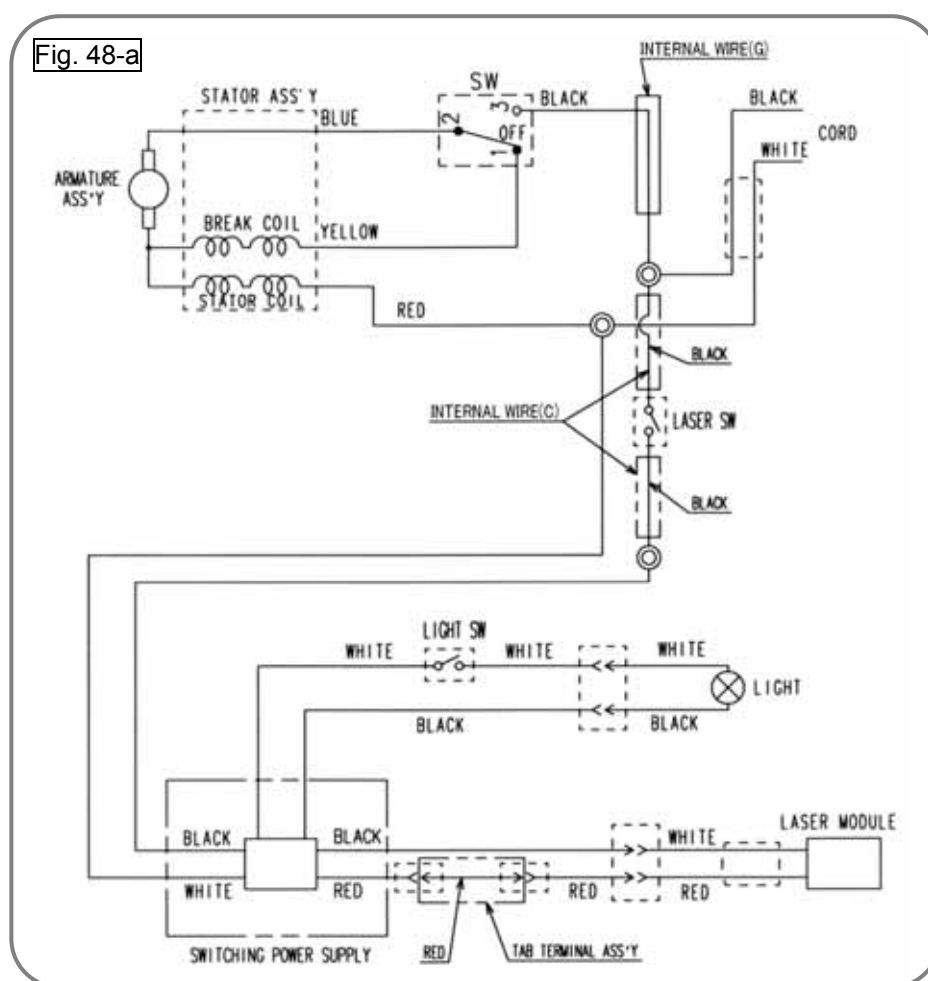 Fig. 48-a
INTERNAL WIRE(G)
SW
STATOR ASS'Y
BLACK
BLACK
3
2
BLUE
OFF
CORD
1
WHITE
ARMATURE
ASS'Y
BREAK COIL
YELLOW
STATOR COIL
RED
BLACK
INTERNAL WIRE(C)
LASER SW
BLACK
LIGHT SW
WHITE
WHITE
WHITE
LIGHT
BLACK
BLACK
BLACK
BLACK
WHITE
LASER MODULE
WHITE
RED
RED
RED
SWITCHING POWER SUPPLY
RED
TAB TERMINAL ASS'Y